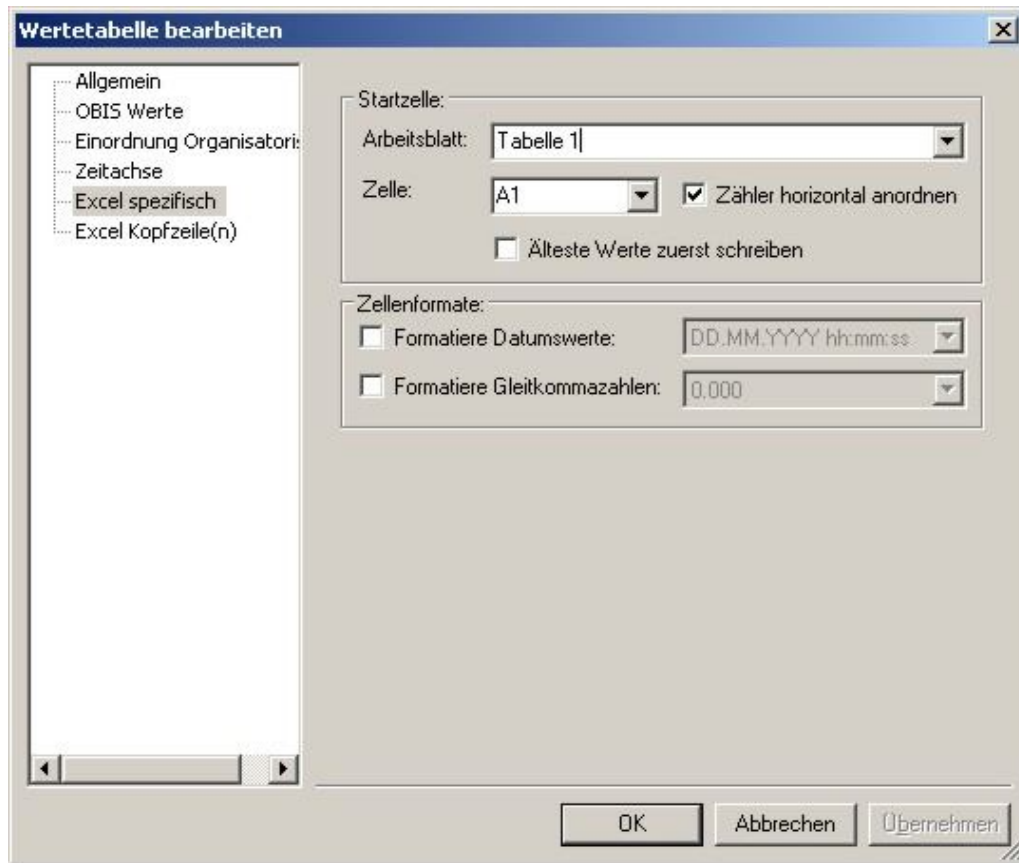 Wertetabelle bearbeiten
Allgemein
OBIS Werte
Einordnung Organisatoris
Zeitachse
Excel spezifisch
Excel Kopfzeile(n)
Startzelle:
Arbeitsblatt: Tabelle 1
Zelle: A1 Zähler horizontal anordnen
Älteste Werte zuerst schreiben
Zellenformate:
Formatiere Datumswerte: DD.MM.YYYY hh:mm:ss
Formatiere Gleitkommazahlen: 0.000
OK Abbrechen Übernehmen